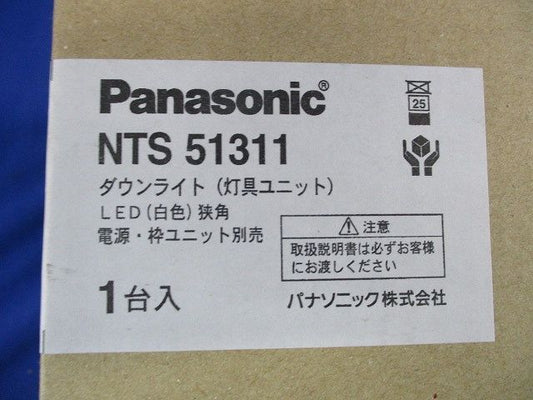 Panasonic®
NTS 51311
ダウンライト（灯具ユニット）
LED（白色）狭角
電源・枠ユニット別売
1台入
25
⚠注意
取扱説明書は必ずお客様
にお渡しください
パナソニック株式会社